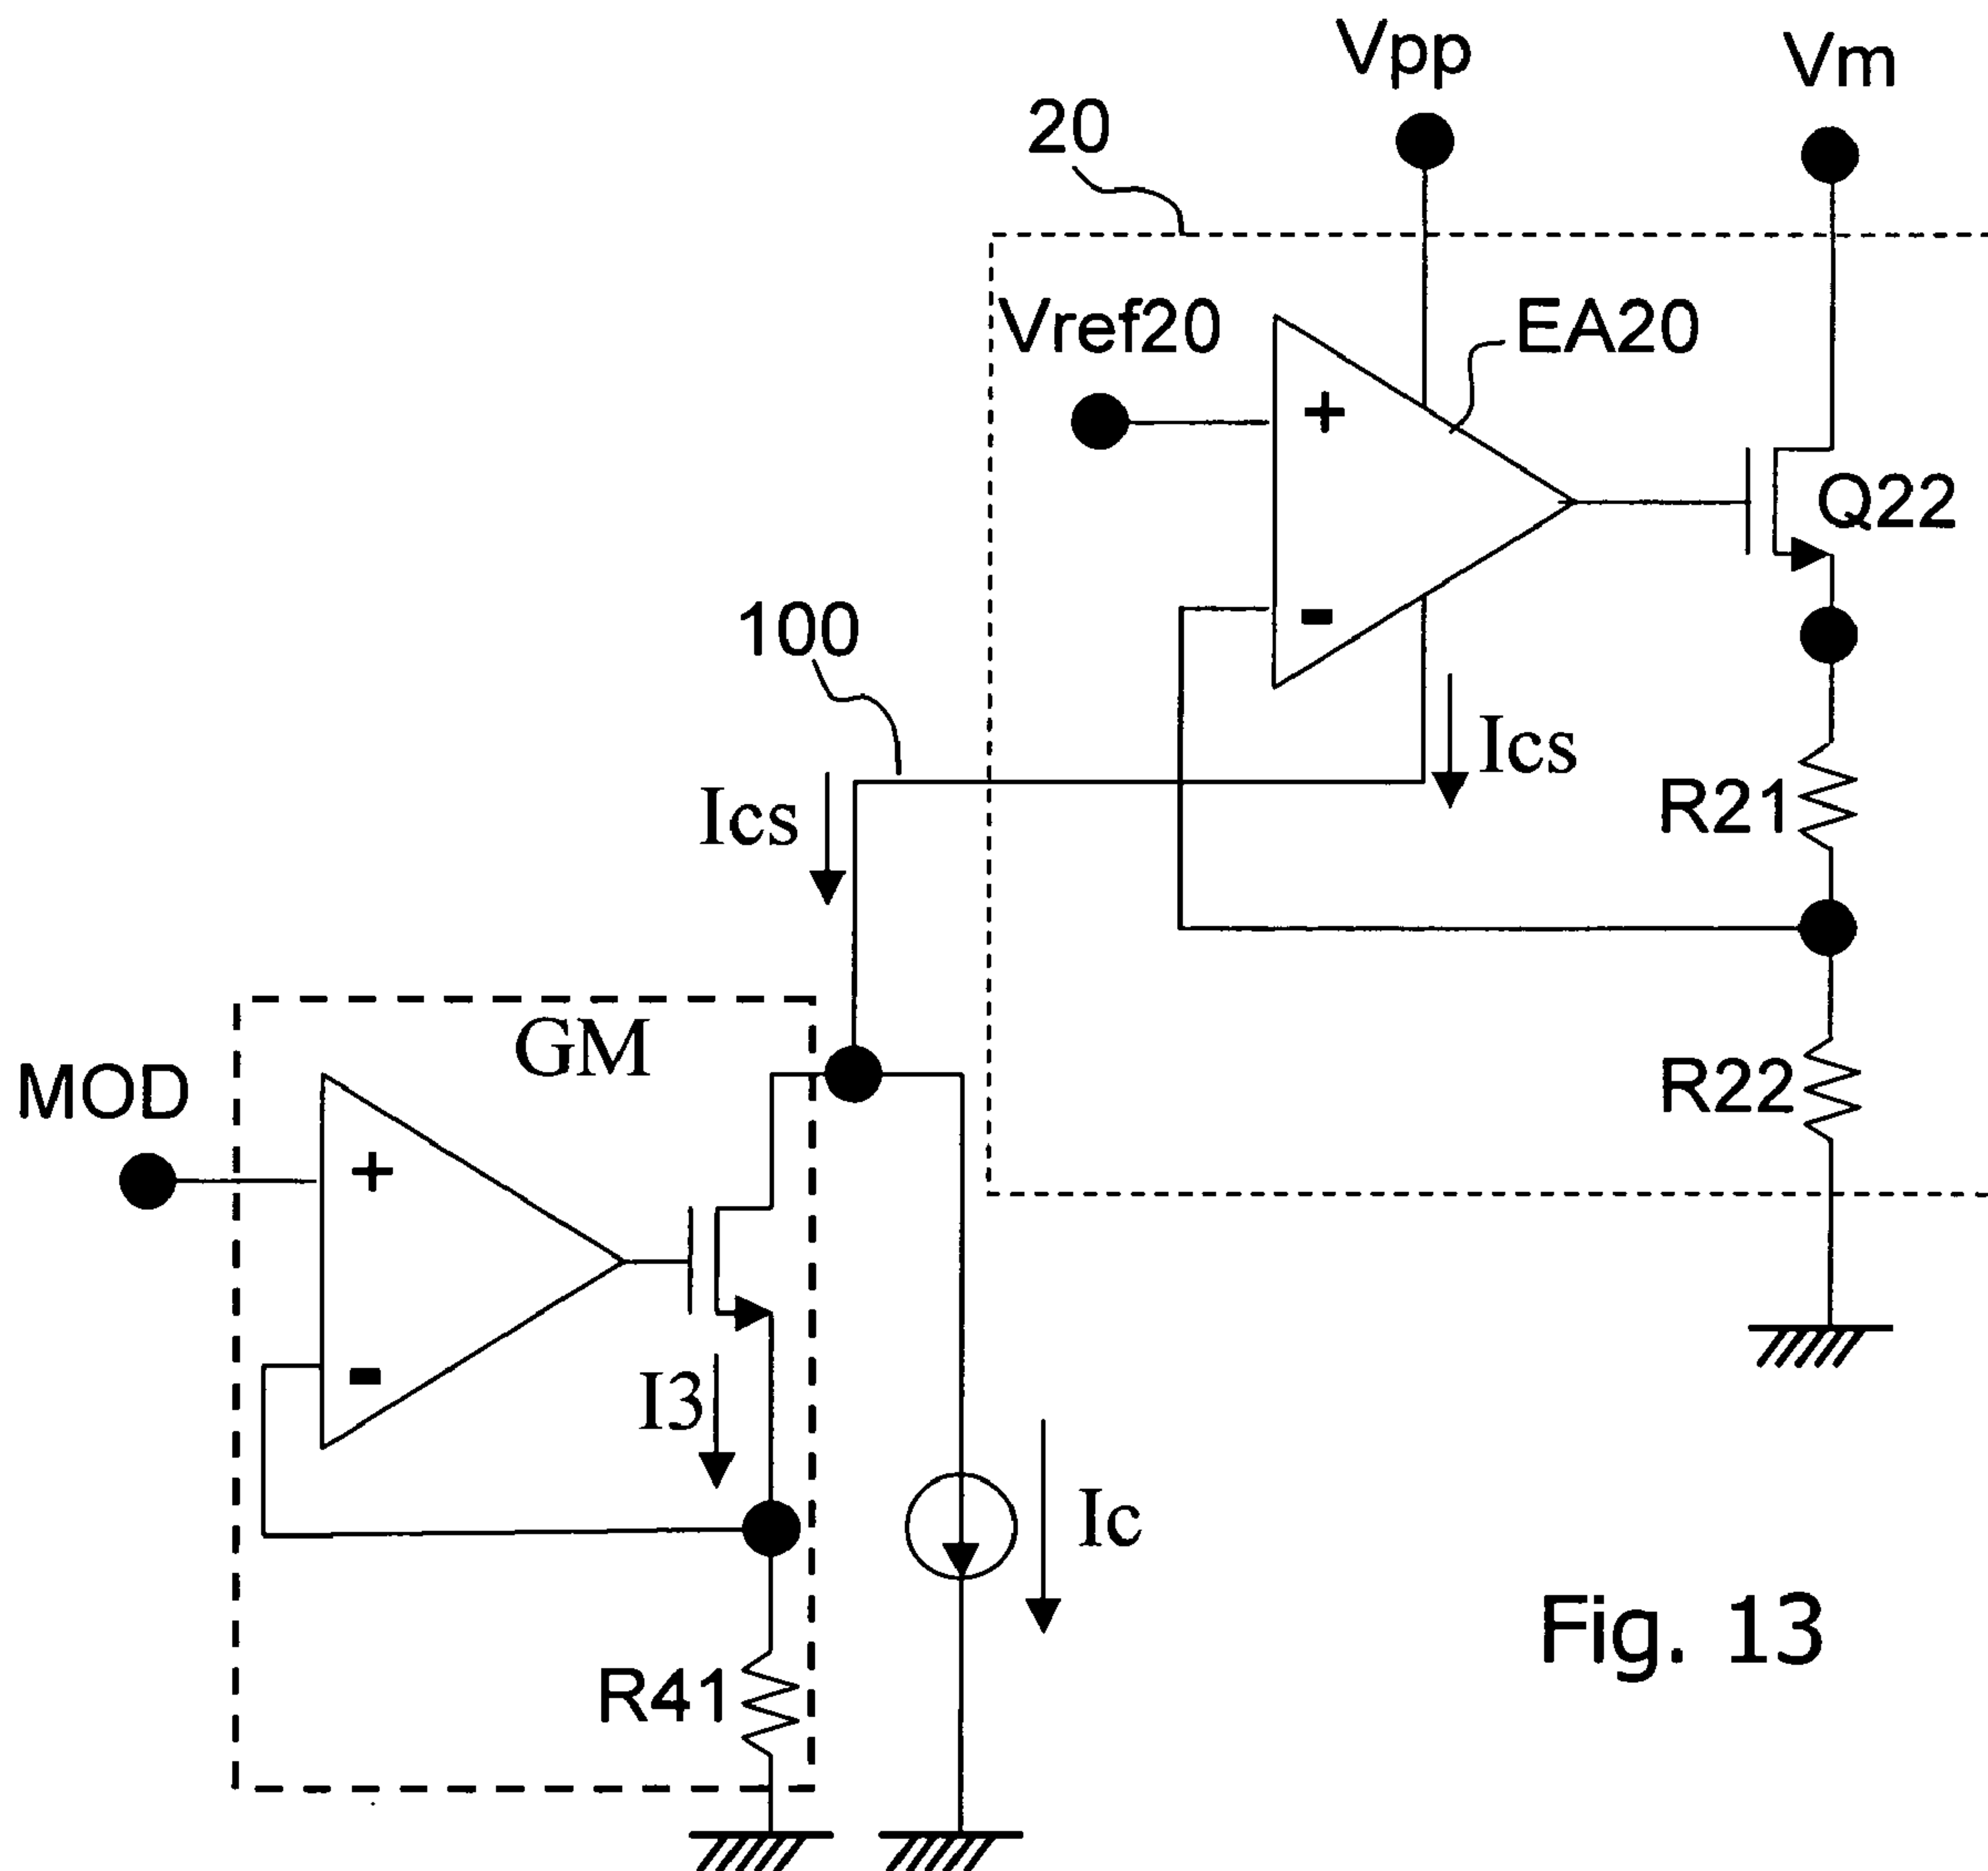 Vpp
Vm
20
Vref20
EA20
+
Q22
100
-
Ics
Ics
R21
GM
MOD
R22
+
-
I3
Ic
R41
Fig. 13